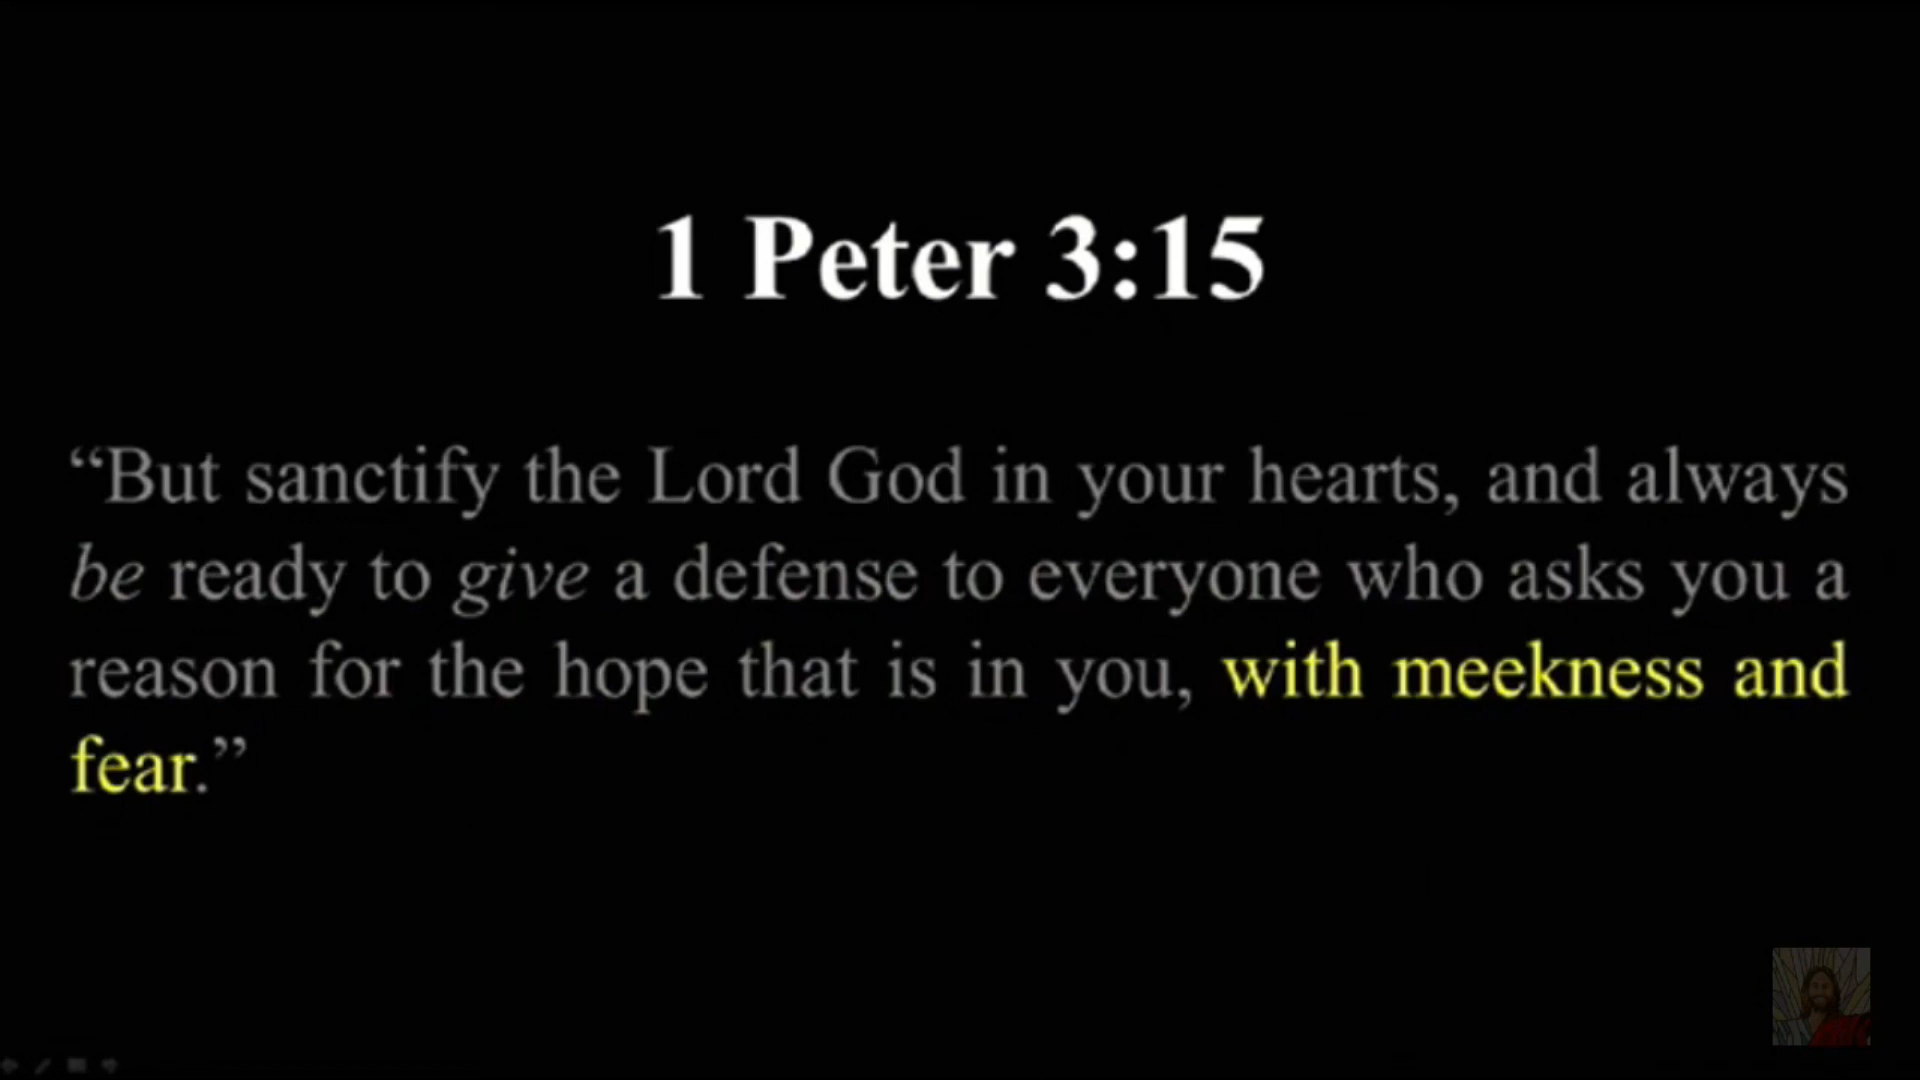 1 Peter 3:15
“But sanctify the Lord God in your hearts, and always
be ready to give a defense to everyone who asks you a
reason for the hope that is in you, with meekness and
fear.”